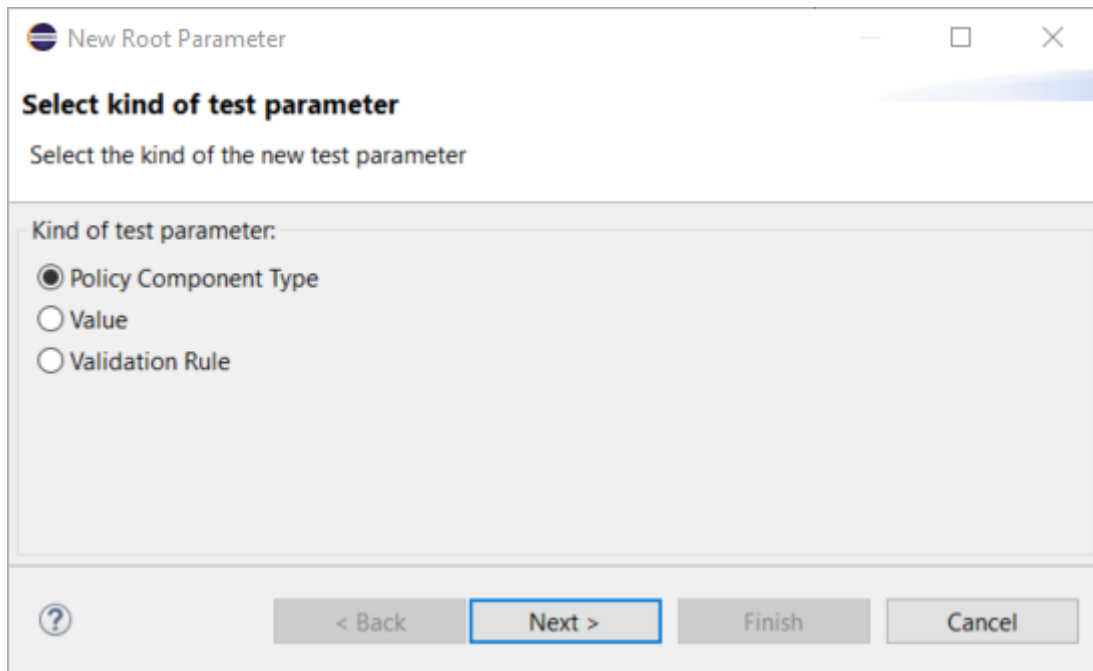 New Root Parameter
Select kind of test parameter
Select the kind of the new test parameter
Kind of test parameter:
Policy Component Type
Value
Validation Rule
? < Back Next > Finish Cancel